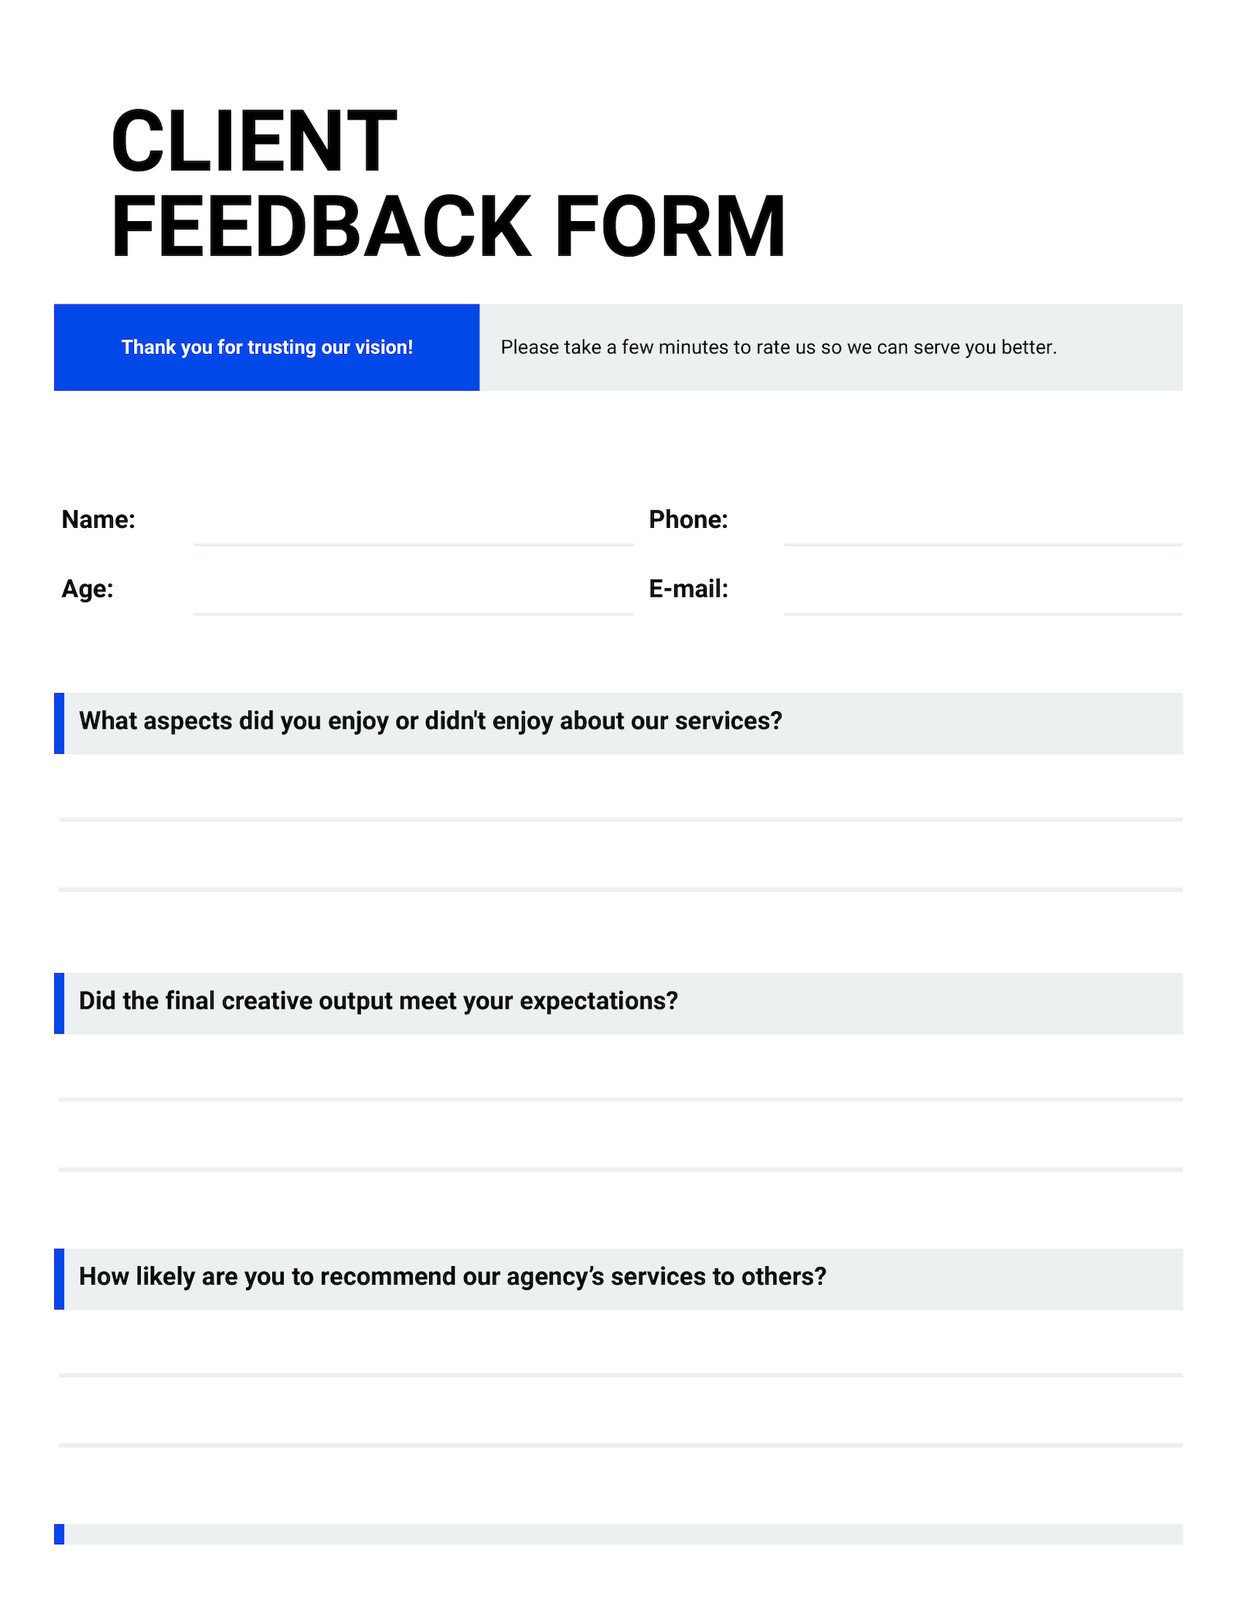 CLIENT
FEEDBACK FORM
Thank you for trusting our vision! Please take a few minutes to rate us so we can serve you better.
Name: Phone:
Age: E-mail:
What aspects did you enjoy or didn't enjoy about our services?
Did the final creative output meet your expectations?
How likely are you to recommend our agency’s services to others?